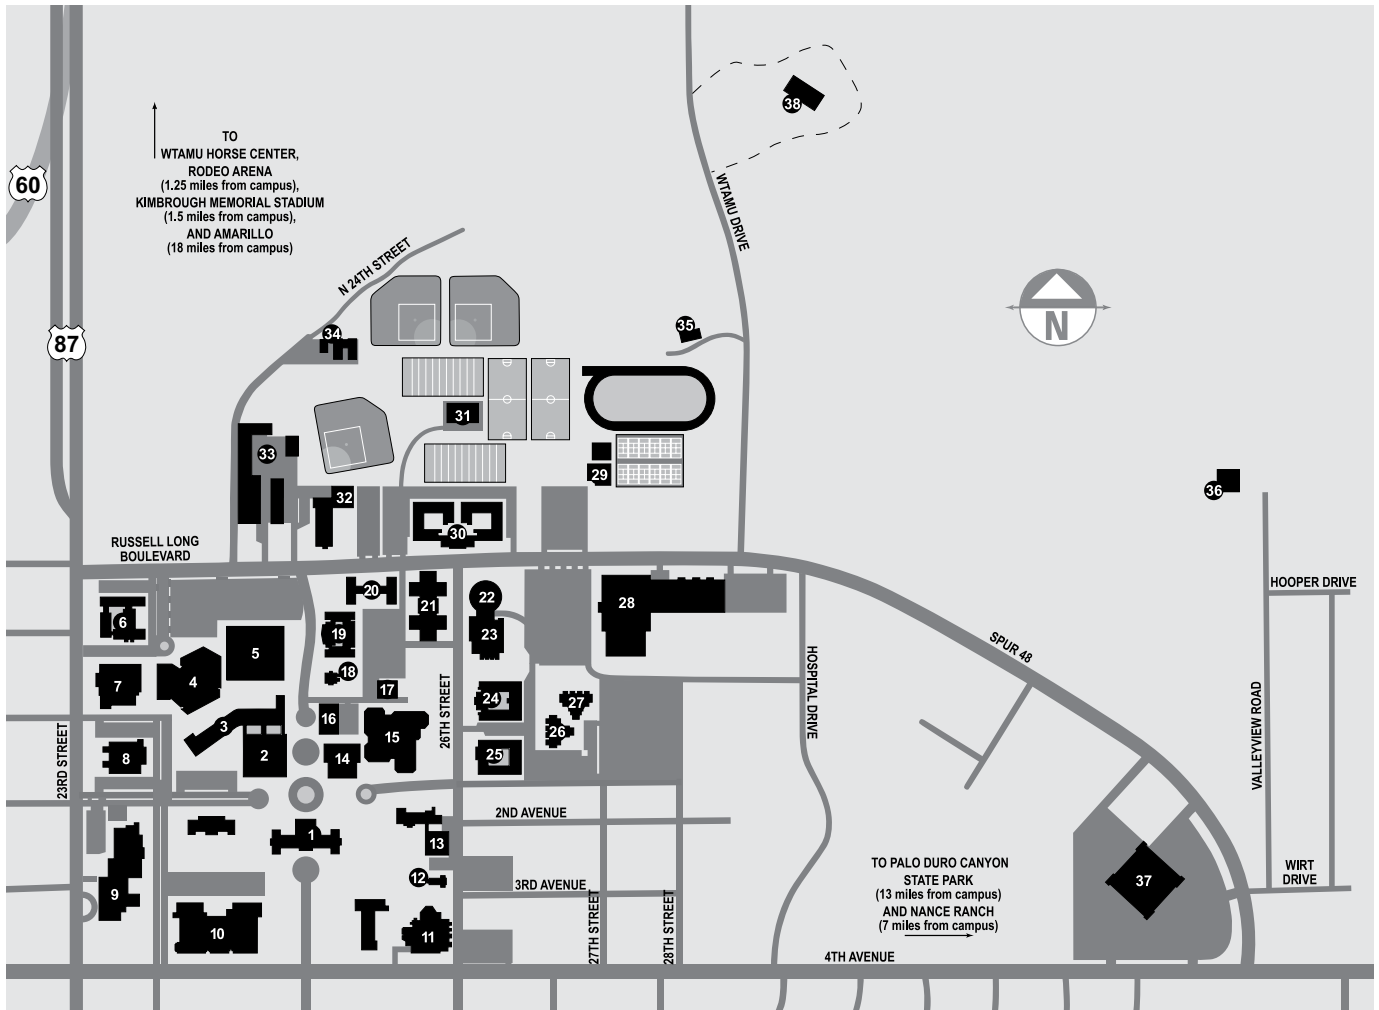 38
TO
WTAMU HORSE CENTER,
RODEO ARENA
(1.25 miles from campus),
KIMBROUGH MEMORIAL STADIUM
(1.5 miles from campus),
AND AMARILLO
(18 miles from campus)
60
WTAMU DRIVE
N 24TH STREET
87
34
35
N
31
33
29
32
36
30
RUSSELL LONG
BOULEVARD
HOOPER DRIVE
20
21
22
28
6
19
23
SPUR 48
5
18
4
7
17
24
27
HOSPITAL DRIVE
26TH STREET
VALLEYVIEW ROAD
3
16
15
26
23RD STREET
8
2
14
25
2ND AVENUE
1
13
TO PALO DURO CANYON
STATE PARK
(13 miles from campus)
AND NANCE RANCH
(7 miles from campus)
WIRT
DRIVE
12
3RD AVENUE
37
9
27TH STREET
28TH STREET
10
11
4TH AVENUE